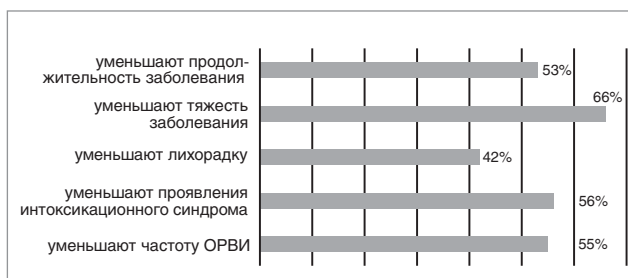 уменьшают продол-
жительность заболевания
53%
66%
уменьшают тяжесть
заболевания
уменьшают лихорадку
42%
уменьшают проявления
интоксикационного синдрома
56%
уменьшают частоту ОРВИ
55%